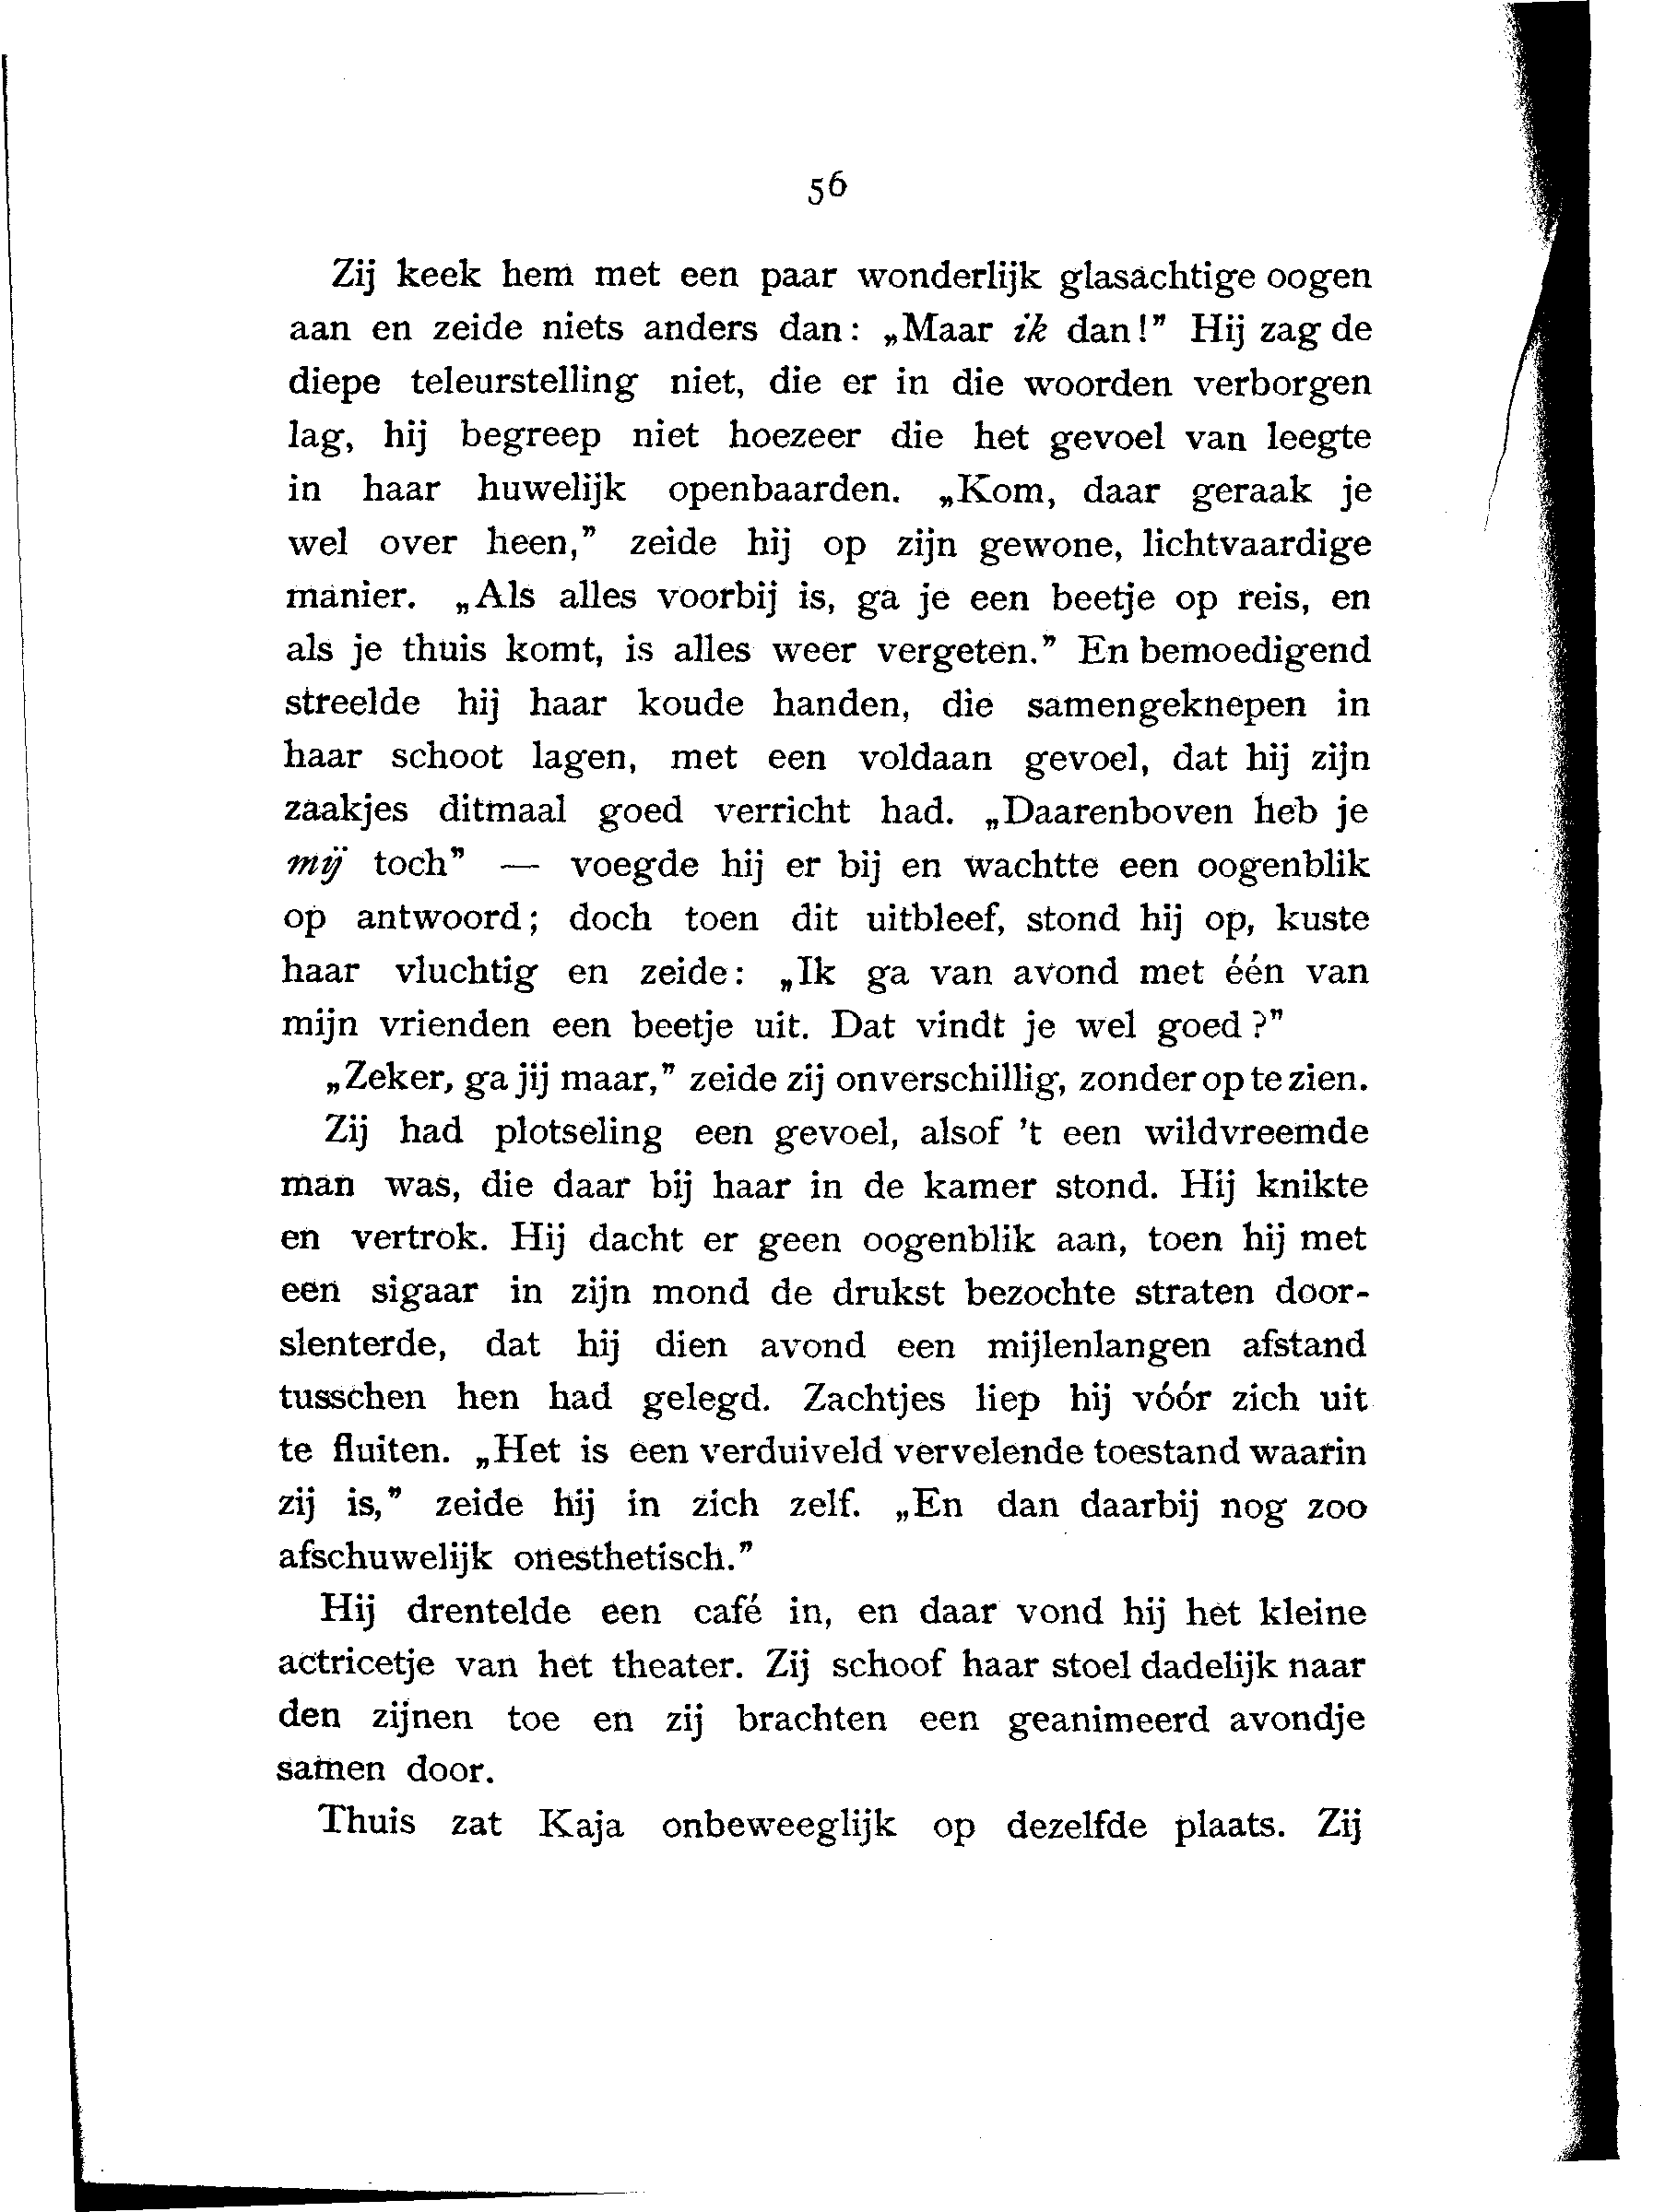 56
Zij keek hem met een paar wonderlijk glasachtige oogen
aan en zeide niets anders dan: „Maar ik dan!” Hij zag de
diepe teleurstelling niet, die er in die woorden verborgen
lag, hij begreep niet hoezeer die het gevoel van leegte
in haar huwelijk openbaarden. „Kom, daar geraak je
wel over heen,” zeide hij op zijn gewone, lichtvaardige
manier. „Als alles voorbij is, ga je een beetje op reis, en
als je thuis komt, is alles weer vergeten.” En bemoedigend
streelde hij haar koude handen, die samengeknepen in
haar schoot lagen, met een voldaan gevoel, dat hij zijn
zaakjes ditmaal goed verricht had. „Daarenboven heb je
mij toch” — voegde hij er bij en wachtte een oogenblik
op antwoord; doch toen dit uitbleef, stond hij op, kuste
haar vluchtig en zeide: „Ik ga van avond met één van
mijn vrienden een beetje uit. Dat vindt je wel goed?”
„Zeker, ga jij maar,” zeide zij onverschillig, zonder op te zien.
Zij had plotseling een gevoel, alsof 't een wildvreemde
man was, die daar bij haar in de kamer stond. Hij knikte
en vertrok. Hij dacht er geen oogenblik aan, toen hij met
een sigaar in zijn mond de drukst bezochte straten door-
slenterde, dat hij dien avond een mijlenlangen afstand
tusschen hen had gelegd. Zachtjes liep hij vóór zich uit
te fluiten. „Het is een verduiveld vervelende toestand waarin
zij is,” zeide hij in zich zelf. „En dan daarbij nog zoo
afschuwelijk onesthetisch.”
Hij drentelde een café in, en daar vond hij het kleine
actricetje van het theater. Zij schoof haar stoel dadelijk naar
den zijnen toe en zij brachten een geanimeerd avondje
samen door.
Thuis zat Kaja onbeweeglijk op dezelfde plaats. Zij